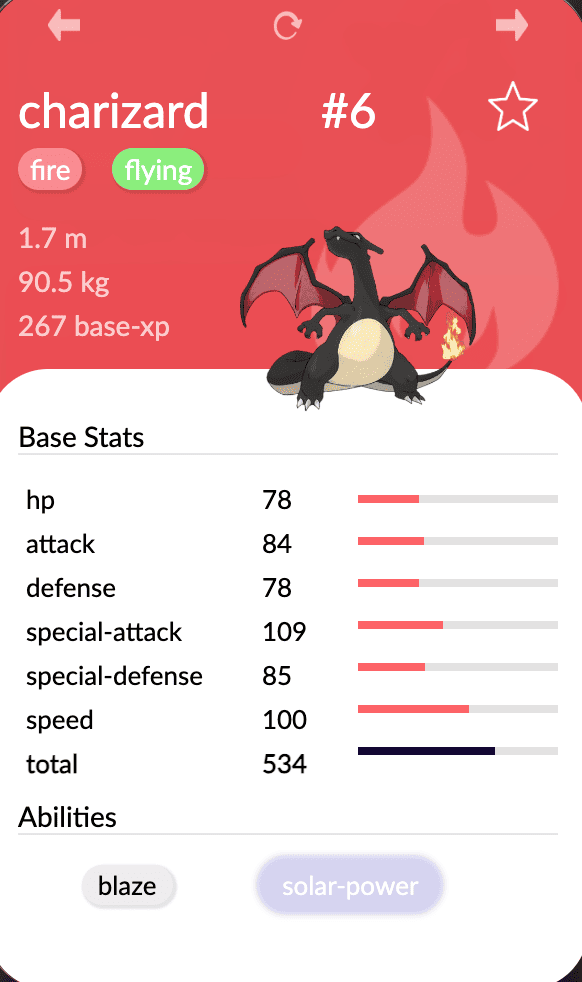 charizard #6
fire flying
1.7 m
90.5 kg
267 base-xp
Base Stats
hp 78
attack 84
defense 78
special-attack 109
special-defense 85
speed 100
total 534
Abilities
blaze solar-power